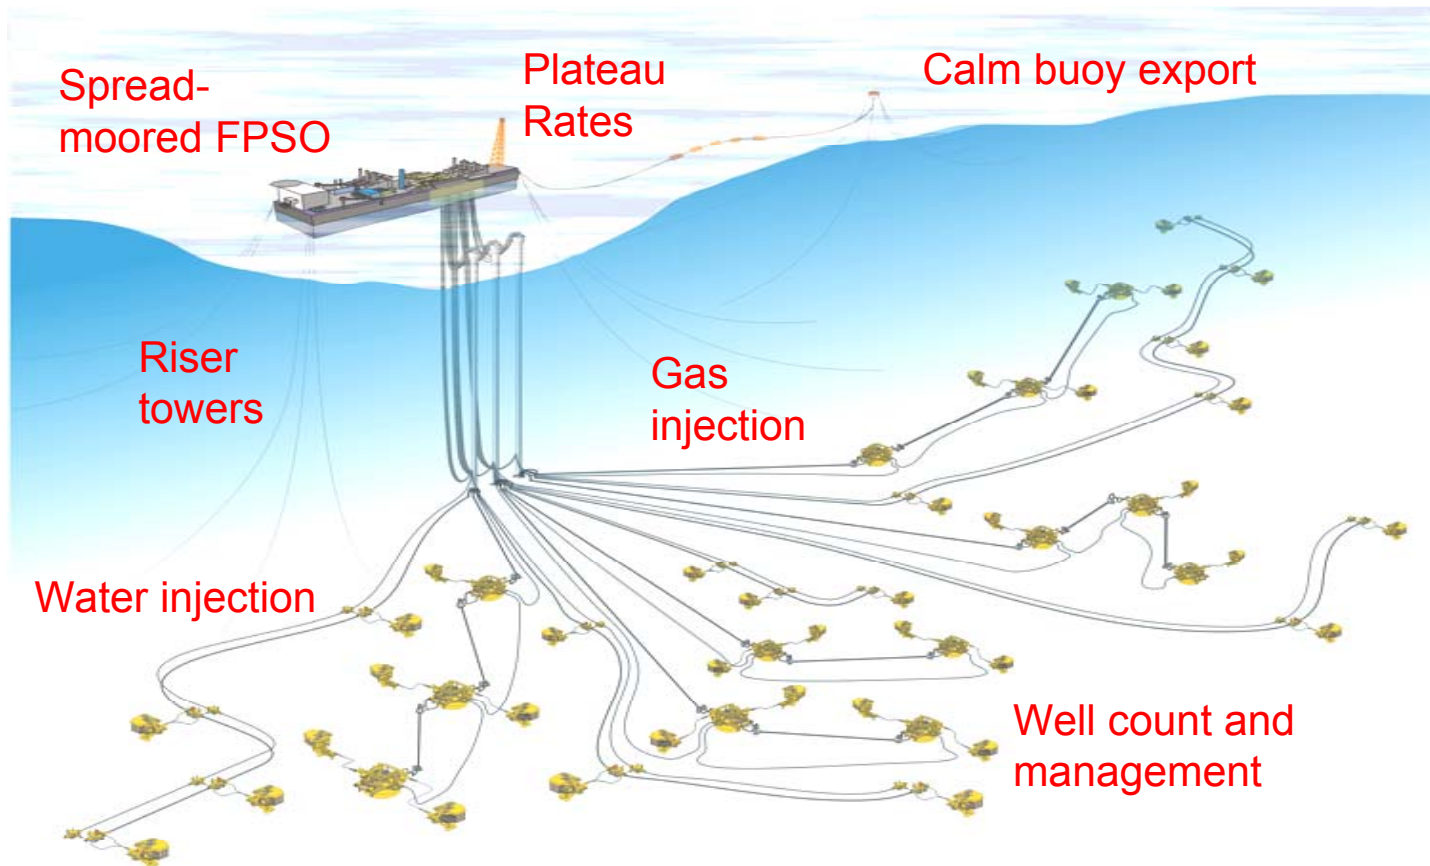 Spread-
moored FPSO
Plateau
Rates
Calm buoy export
Riser
towers
Gas
injection
Water injection
Well count and
management